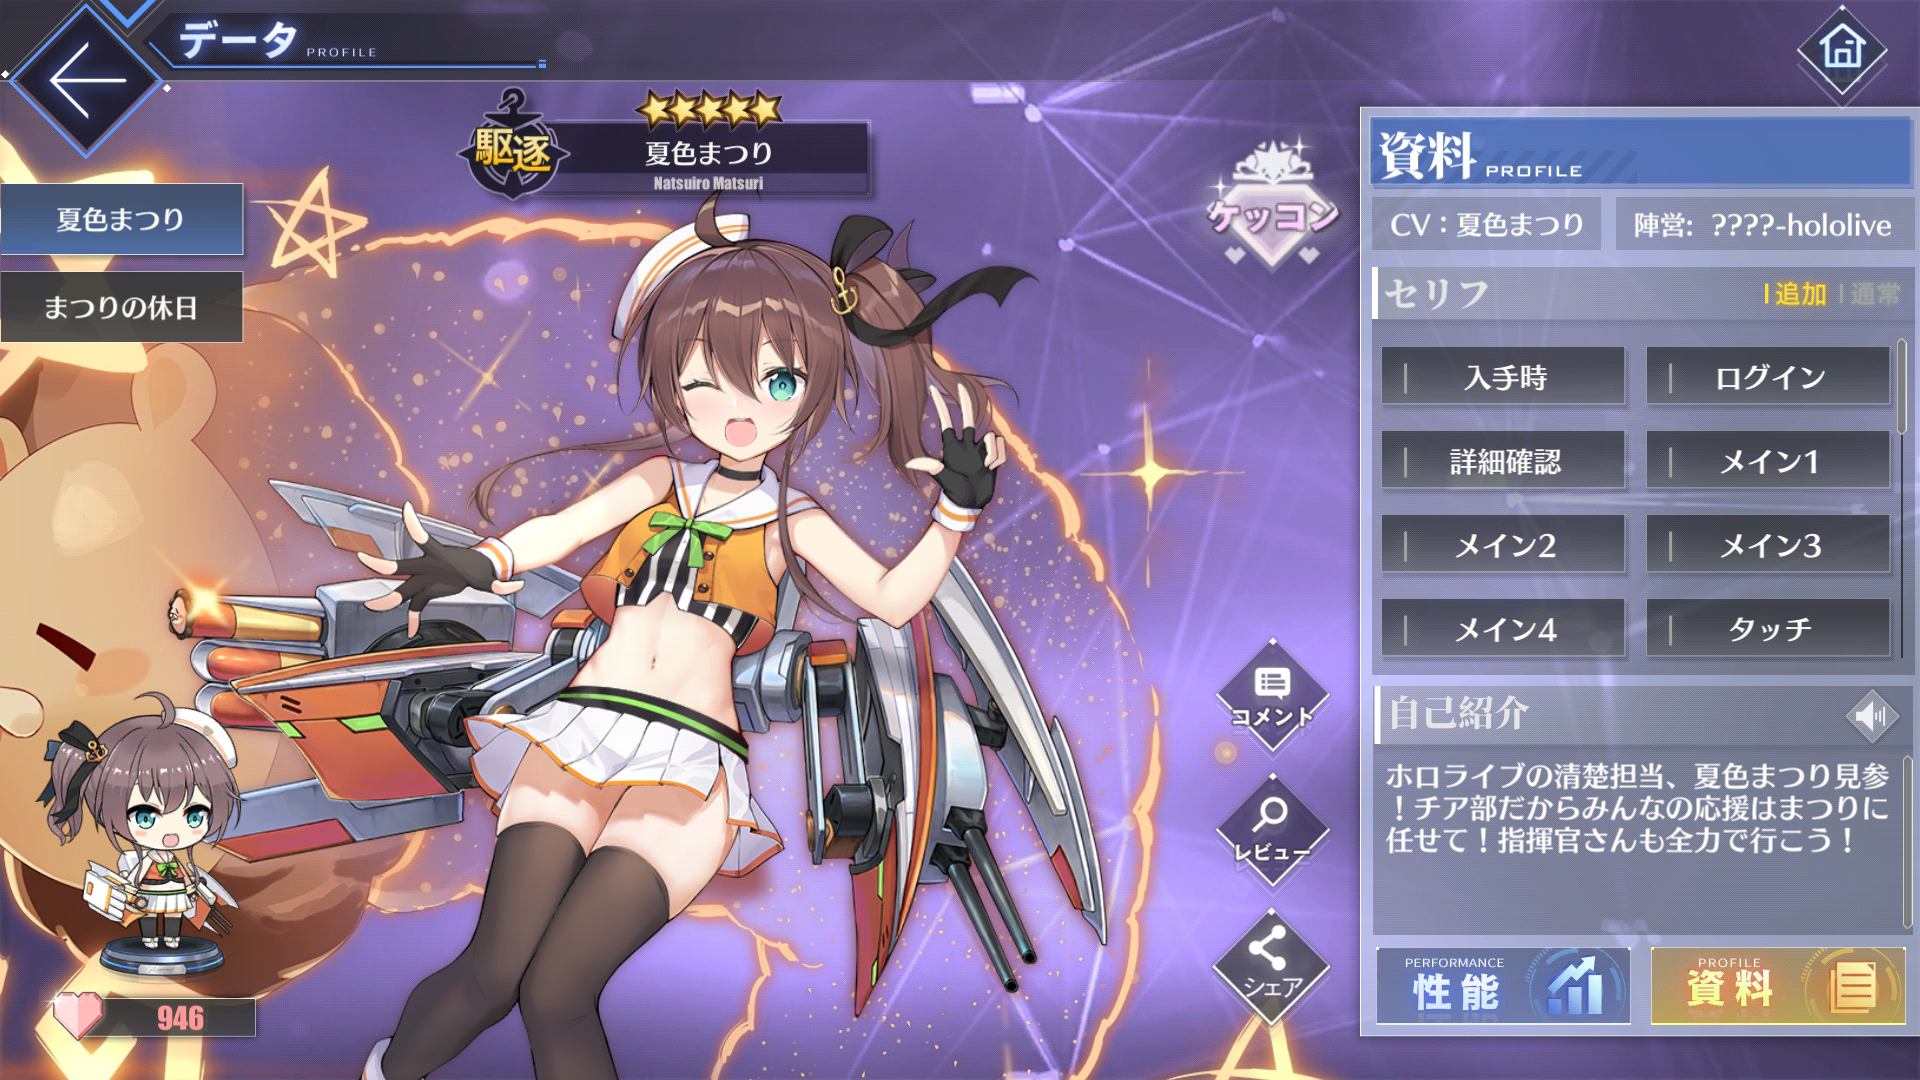 データ PROFILE
駆逐
夏色まつり
Natsuiro Matsuri
夏色まつり
まつりの休日
ケッコン
コメント
レビュー
シェア
946
資料 PROFILE
CV：夏色まつり
陣営: ????-hololive
セリフ
追加
通常
入手時
ログイン
詳細確認
メイン1
メイン2
メイン3
メイン4
タッチ
自己紹介
ホロライブの清楚担当、夏色まつり見参
！チア部だからみんなの応援はまつりに
任せて！指揮官さんも全力で行こう！
PERFORMANCE
性能
PROFILE
資料